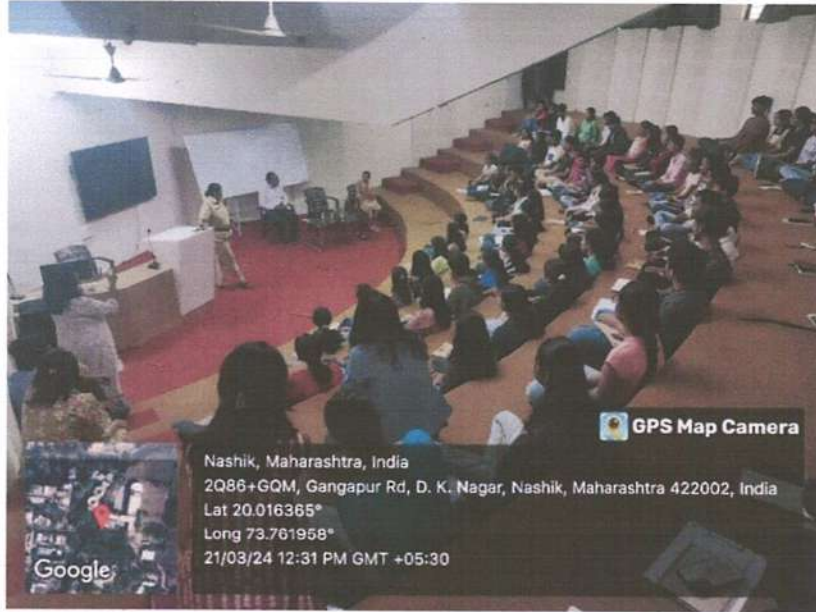 GPS Map Camera
Nashik, Maharashtra, India
2Q86+GQM, Gangapur Rd, D. K. Nagar, Nashik, Maharashtra 422002, India
Lat 20.016365°
Long 73.761958°
21/03/24 12:31 PM GMT +05:30
Google